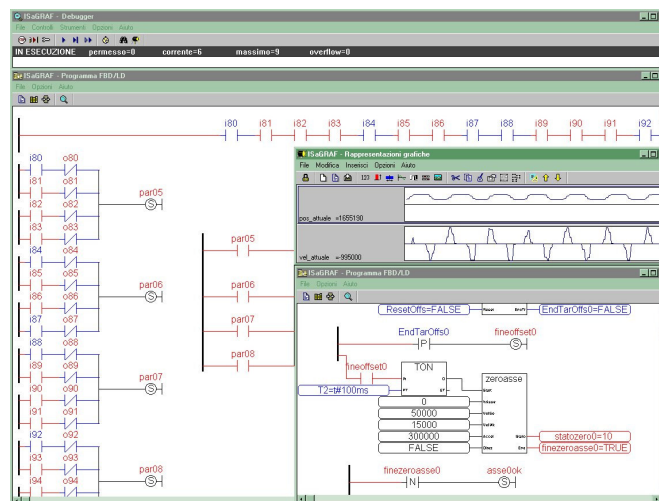 ISaGRAF - Debugger
File Controlli Strumenti Opzioni Aiuto
IN ESECUZIONE permesso=0 corrente=6 massimo=9 overflow=0
ISaGRAF - Programma FBD/LD
File Opzioni Aiuto
i80 i81 i82 i83 i84 i85 i86 i87 i88 i89 i90 i91 i92
i80 o80
i81 o81
par05
S
i82 o82
i83 o83
i84 o84
i85 o85
par06
S
i86 o86
i87 o87
i88 o88
i89 o89
par07
S
i90 o90
i91 o91
i92 o92
i93 o93
par08
S
i94 o94
par05
par06
par07
par08
ISaGRAF - Rappresentazioni grafiche
File Modifica Inserisci Opzioni Aiuto
123
pos_attuale =1655190
vel_attuale =-995000
ISaGRAF - Programma FBD/LD
File Opzioni Aiuto
ResetOffs=FALSE EndTarOffs0=FALSE
EndTarOffs0 fineoffset0
P S
fineoffset0 TON
T2=t#100ms
zeroasse
0
50000
15000
300000 statozero0=10
FALSE finezeroasse0=TRUE
finezeroasse0 asse0ok
N S